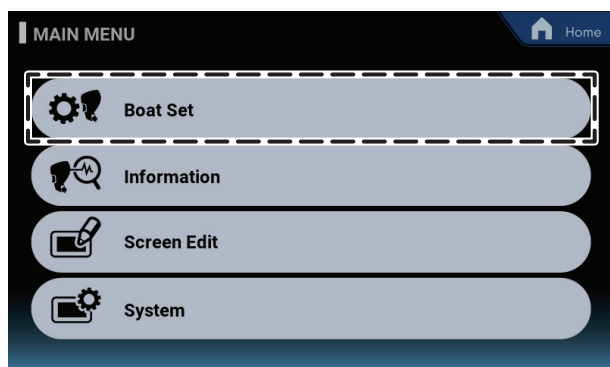 MAIN MENU
Home
Boat Set
Information
Screen Edit
System